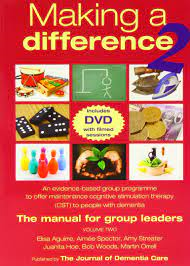 Making a
difference 2
Includes
DVD
with filmed
sessions
An evidence-based group programme
to offer maintenance cognitive stimulation therapy
(CST) to people with dementia
The manual for group leaders
VOLUME TWO
Elisa Aguirre, Aimée Spector, Amy Streater
Juanita Hoe, Bob Woods, Martin Orrell
Published by The Journal of Dementia Care